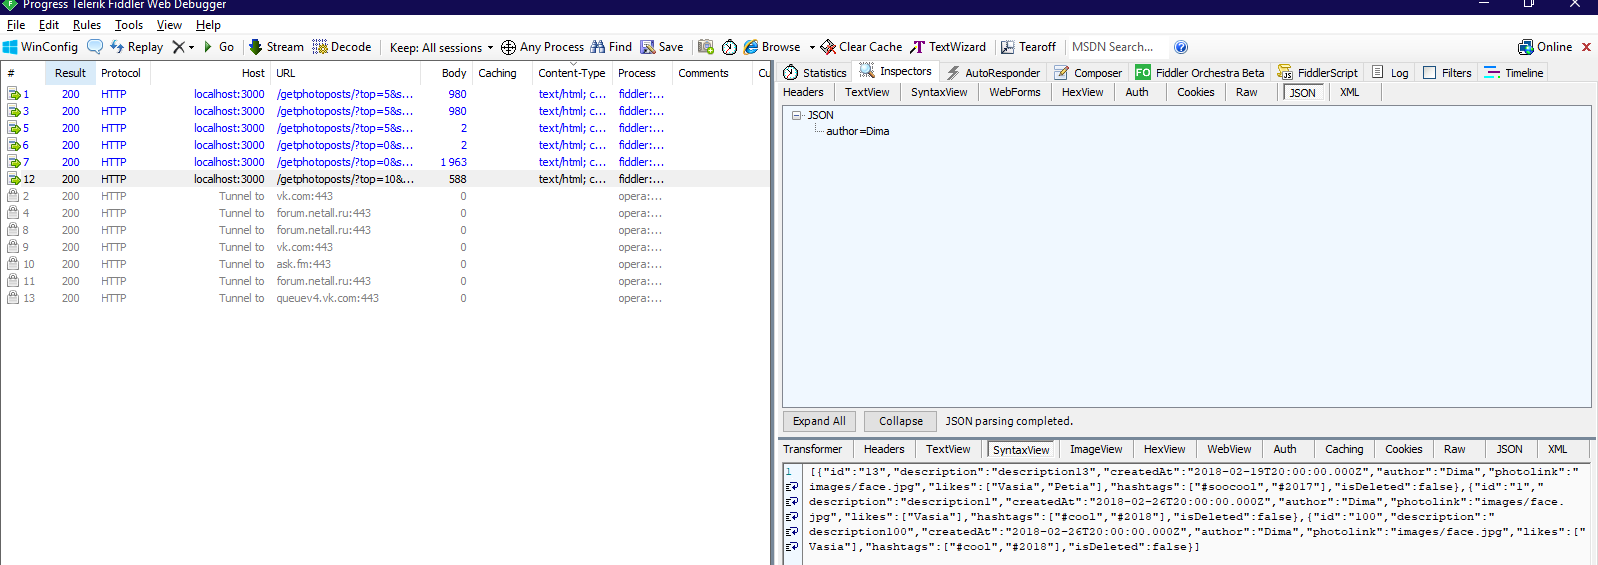 Progress Telerik Fiddler Web Debugger
File Edit Rules Tools View Help
WinConfig Replay Go Stream Decode Keep: All sessions Any Process Find Save Browse Clear Cache TextWizard Tearoff MSDN Search... Online
# Result Protocol Host URL Body Caching Content-Type Process Comments Cu
1 200 HTTP localhost:3000 /getphotoposts/?top=5&s... 980 text/html; c... fiddler:...
3 200 HTTP localhost:3000 /getphotoposts/?top=5&s... 980 text/html; c... fiddler:...
5 200 HTTP localhost:3000 /getphotoposts/?top=5&s... 2 text/html; c... fiddler:...
6 200 HTTP localhost:3000 /getphotoposts/?top=0&s... 2 text/html; c... fiddler:...
7 200 HTTP localhost:3000 /getphotoposts/?top=0&s... 1 963 text/html; c... fiddler:...
12 200 HTTP localhost:3000 /getphotoposts/?top=10&... 588 text/html; c... fiddler:...
2 200 HTTP Tunnel to vk.com:443 0 opera:...
4 200 HTTP Tunnel to forum.netall.ru:443 0 opera:...
8 200 HTTP Tunnel to forum.netall.ru:443 0 opera:...
9 200 HTTP Tunnel to vk.com:443 0 opera:...
10 200 HTTP Tunnel to ask.fm:443 0 opera:...
11 200 HTTP Tunnel to forum.netall.ru:443 0 opera:...
13 200 HTTP Tunnel to queuev4.vk.com:443 0 opera:...
Statistics Inspectors AutoResponder Composer FO Fiddler Orchestra Beta FiddlerScript Log Filters Timeline
Headers TextView SyntaxView WebForms HexView Auth Cookies Raw JSON XML
JSON
author=Dima
Expand All Collapse JSON parsing completed.
Transformer Headers TextView SyntaxView ImageView HexView WebView Auth Caching Cookies Raw JSON XML
1 [{"id":"13","description":"description13","createdAt":"2018-02-19T20:00:00.000Z","author":"Dima","photolink":"
images/face.jpg","likes":["Vasia","Petia"],"hashtags":["#soocool","#2017"],"isDeleted":false},{"id":"1","
description":"description1","createdAt":"2018-02-26T20:00:00.000Z","author":"Dima","photolink":"images/face.
jpg","likes":["Vasia"],"hashtags":["#cool","#2018"],"isDeleted":false},{"id":"100","description":"
description100","createdAt":"2018-02-26T20:00:00.000Z","author":"Dima","photolink":"images/face.jpg","likes":["
Vasia"],"hashtags":["#cool","#2018"],"isDeleted":false}]